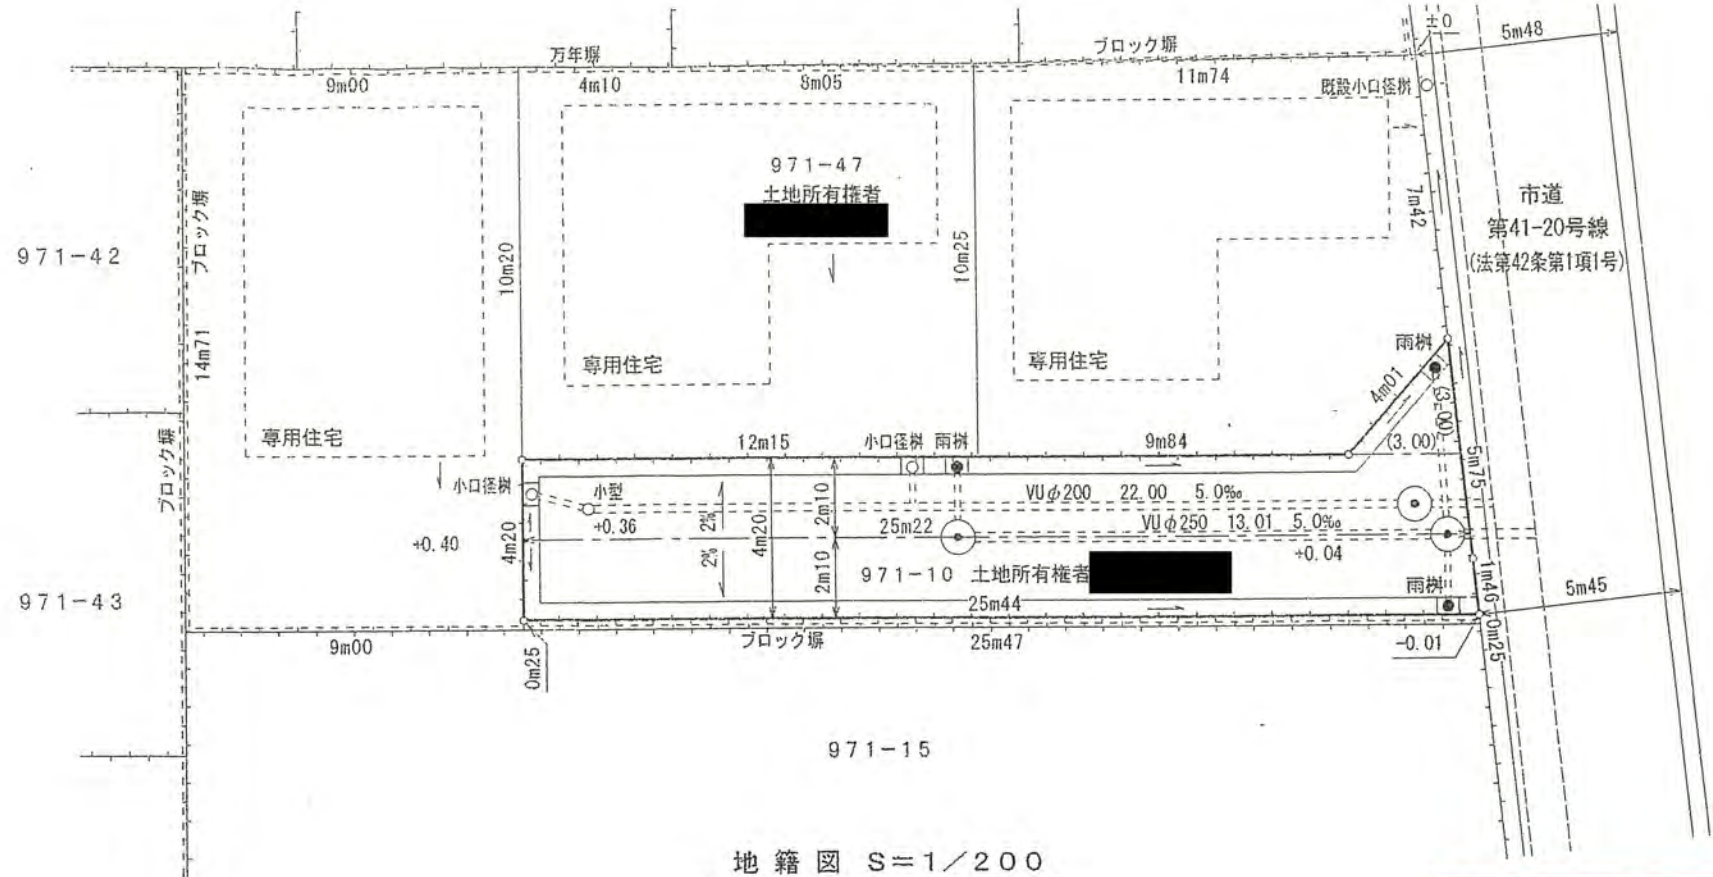 ±0
5m48
万年塀
ブロック塀
9m00
4m10
8m05
11m74
既設小口径桝
971-47
土地所有権者
市道
第41-20号線
(法第42条第1項1号)
7m42
ブロック塀
971-42
10m20
10m25
14m71
専用住宅
専用住宅
専用住宅
雨桝
4m01
(3.00)
(3.00)
5m75
ブロック塀
12m15
小口径桝
雨桝
9m84
小口径桝
小型
VUφ200 22.00 5.0‰
+0.36
2%
2%
4m20
2m10
2m10
25m22
VUφ250 13.01 5.0‰
+0.04
+0.40
4m20
971-10 土地所有権者
雨桝
1m46
5m45
971-43
25m44
ブロック塀
25m47
9m00
0m25
-0.01
0m25
971-15
地籍図 S=1/200